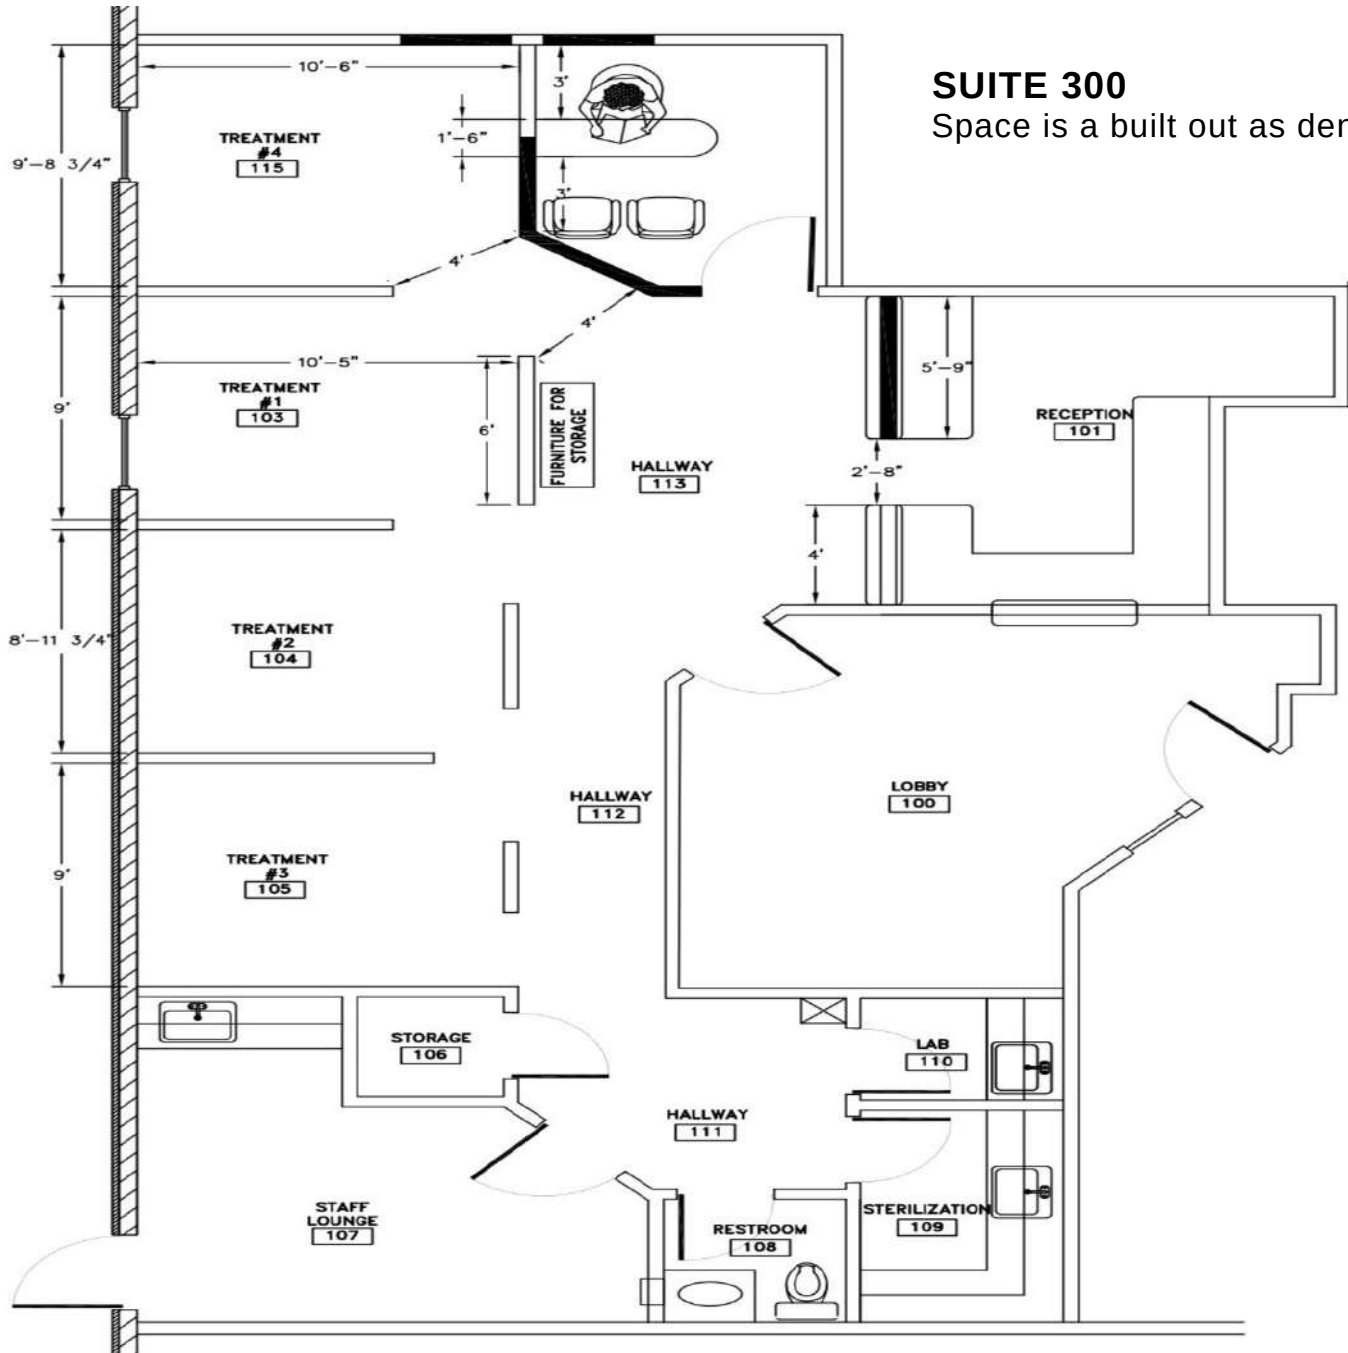 SUITE 300
Space is a built out as den
10'-6"
3'
1'-6"
3'
TREATMENT
#4
115
9'-8 3/4"
4'
4'
10'-5"
TREATMENT
#1
103
9'
6'
FURNITURE FOR
STORAGE
HALLWAY
113
5'-9"
RECEPTION
101
2'-8"
4'
TREATMENT
#2
104
8'-11 3/4"
HALLWAY
112
LOBBY
100
TREATMENT
#3
105
9'
STORAGE
106
LAB
110
HALLWAY
111
STAFF
LOUNGE
107
RESTROOM
108
STERILIZATION
109